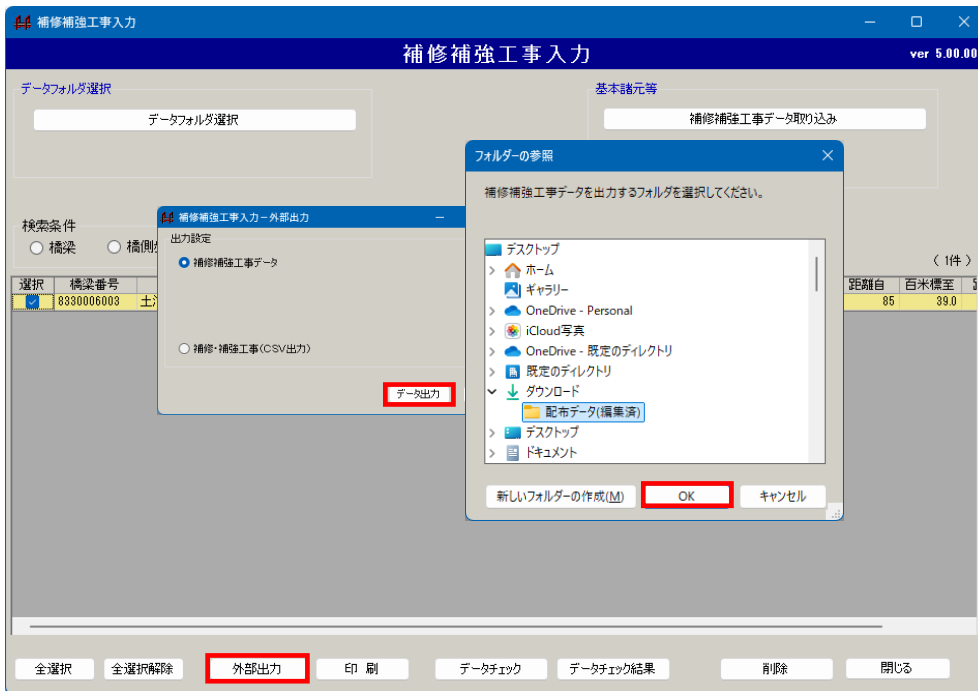 補修補強工事入力
補修補強工事入力 ver 5.00.00
データフォルダ選択
データフォルダ選択
基本諸元等
補修補強工事データ取り込み
検索条件
橋梁
（ 1件 ）
選択 橋梁番号 距離自 百米標至
8330006003 85 39.0
補修補強工事入力－外部出力
出力設定
補修補強工事データ
補修・補強工事(CSV出力)
データ出力
フォルダーの参照
補修補強工事データを出力するフォルダを選択してください。
デスクトップ
ホーム
ギャラリー
OneDrive - Personal
iCloud写真
OneDrive - 既定のディレクトリ
既定のディレクトリ
ダウンロード
配布データ(編集済)
デスクトップ
ドキュメント
新しいフォルダーの作成(M) OK キャンセル
全選択 全選択解除 外部出力 印 刷 データチェック データチェック結果 削除 閉じる